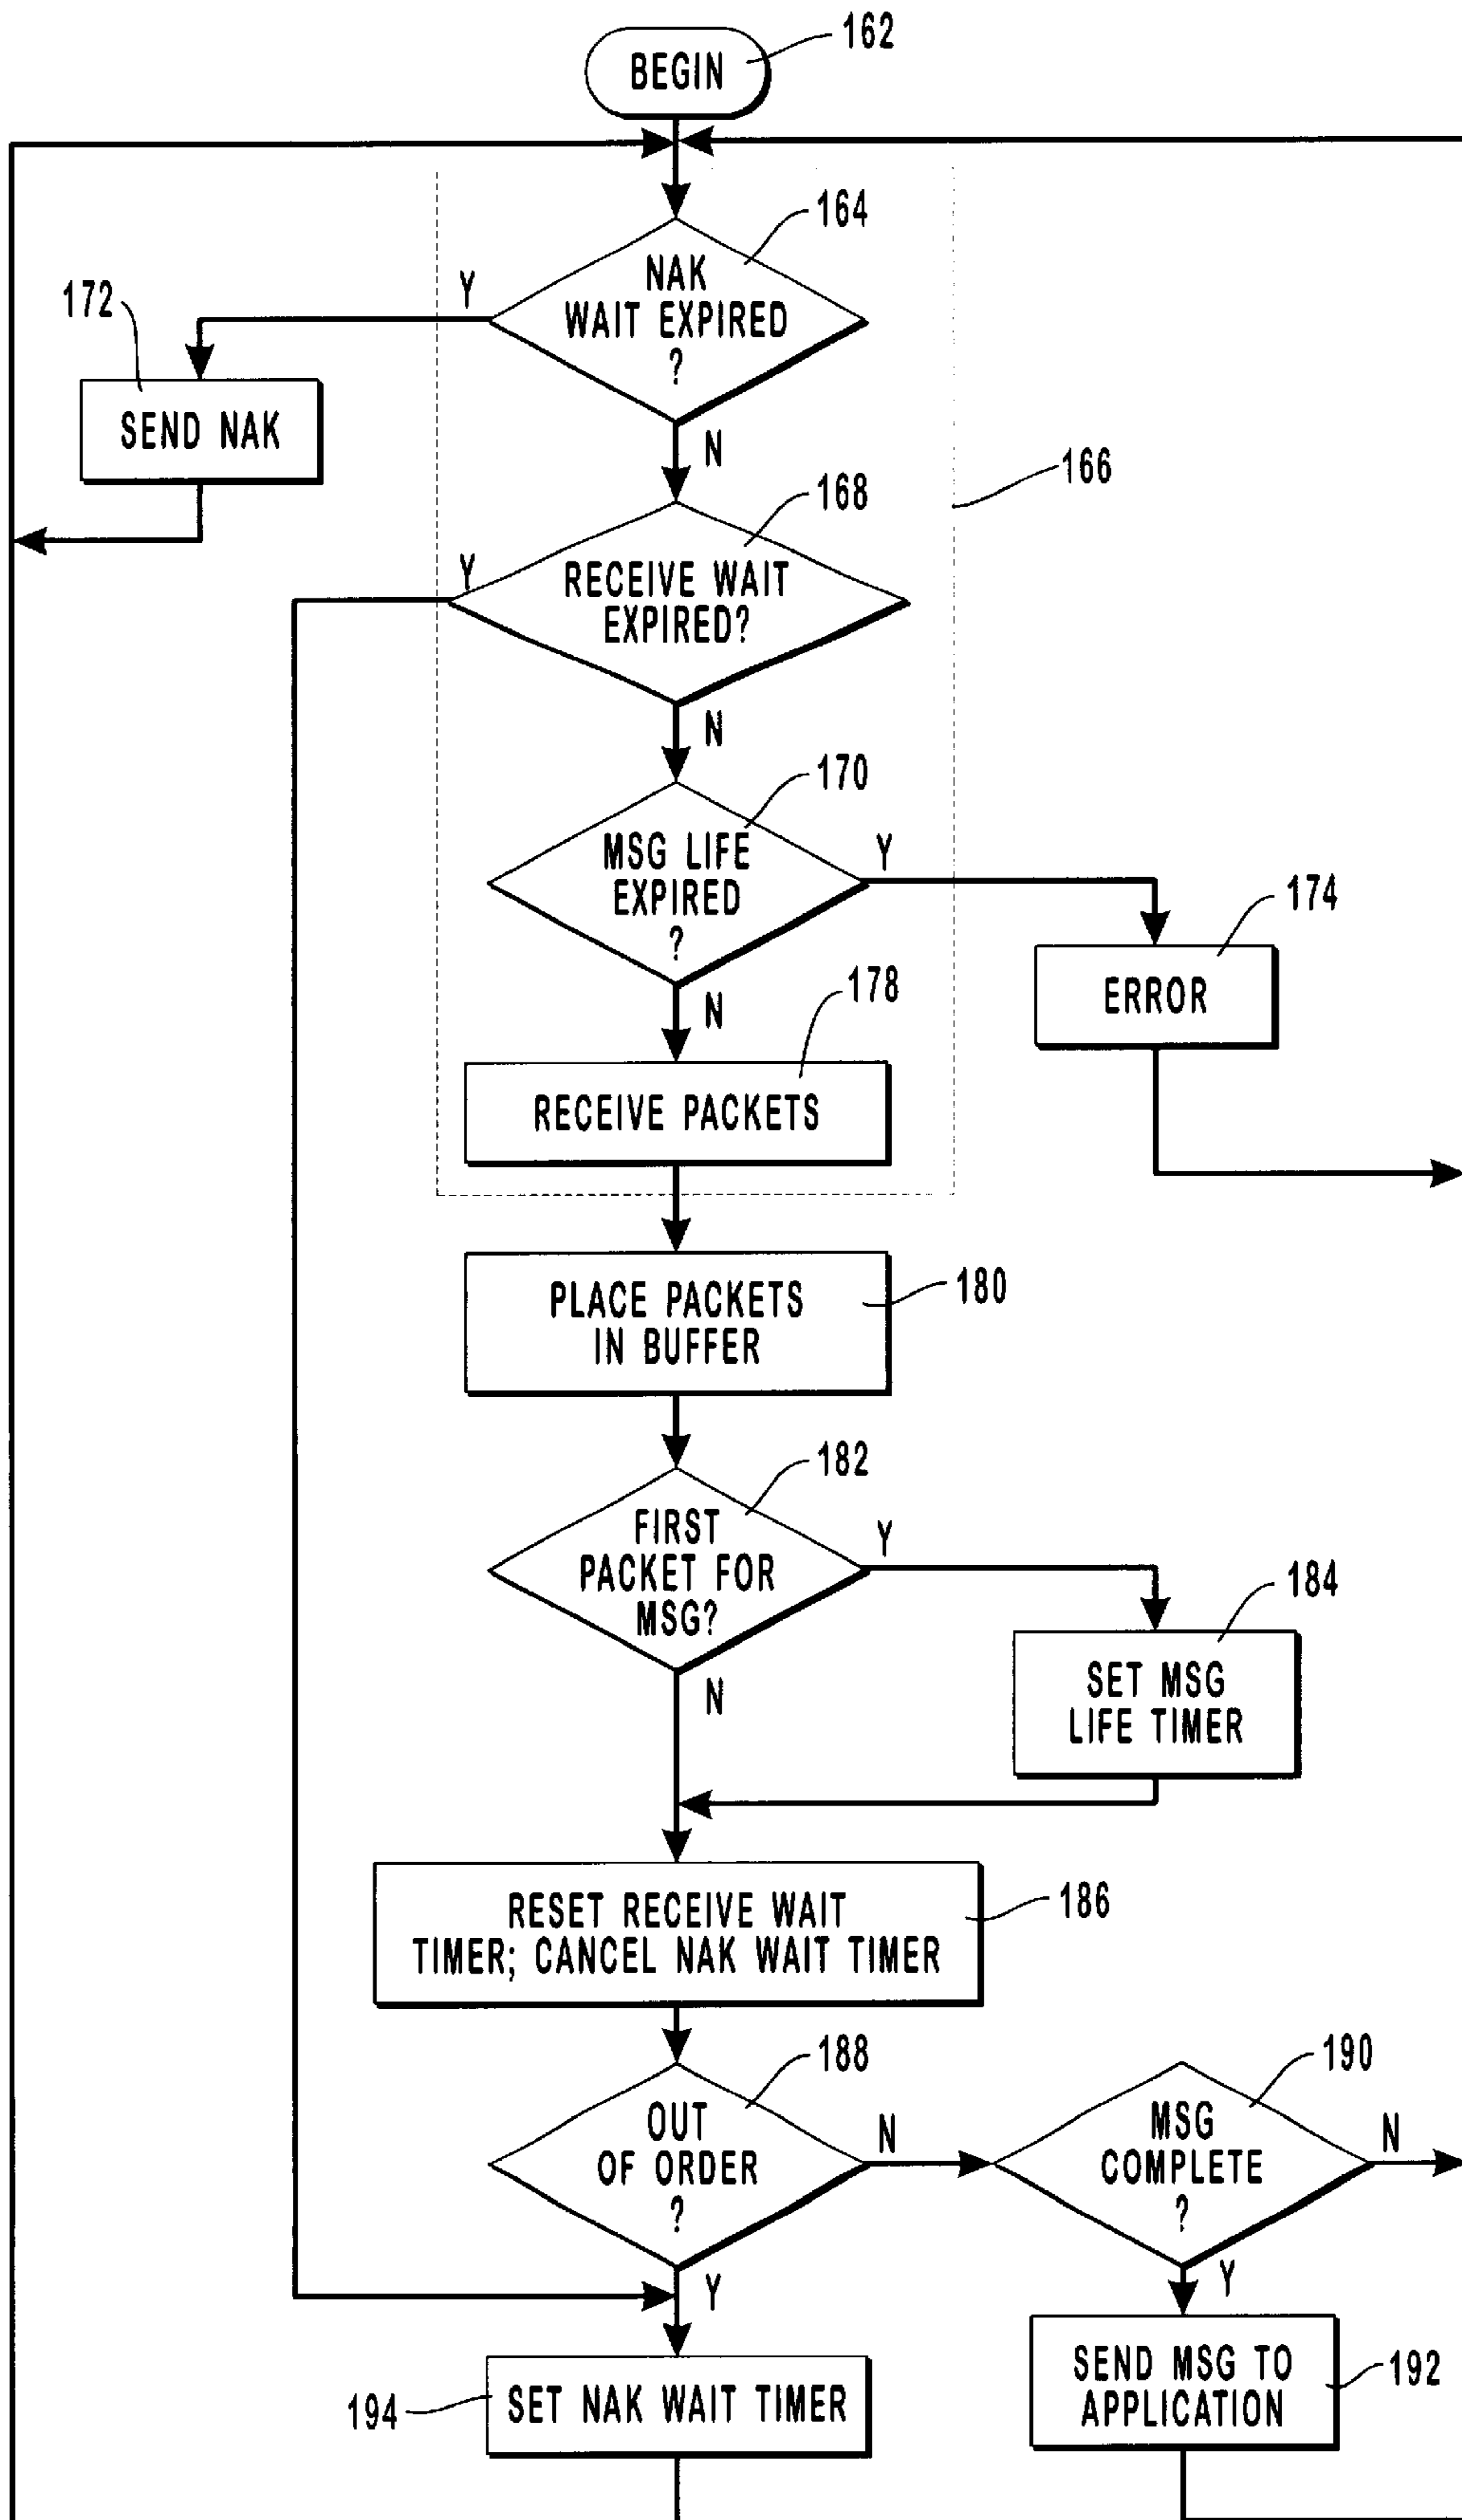 BEGIN
162
164
NAK
WAIT EXPIRED
?
Y
N
172
SEND NAK
166
168
RECEIVE WAIT
EXPIRED?
Y
N
170
MSG LIFE
EXPIRED
?
Y
N
174
ERROR
178
RECEIVE PACKETS
PLACE PACKETS
IN BUFFER
180
182
FIRST
PACKET FOR
MSG?
Y
N
184
SET MSG
LIFE TIMER
RESET RECEIVE WAIT
TIMER; CANCEL NAK WAIT TIMER
186
188
OUT
OF ORDER
?
N
Y
190
MSG
COMPLETE
?
N
Y
194
SET NAK WAIT TIMER
SEND MSG TO
APPLICATION
192